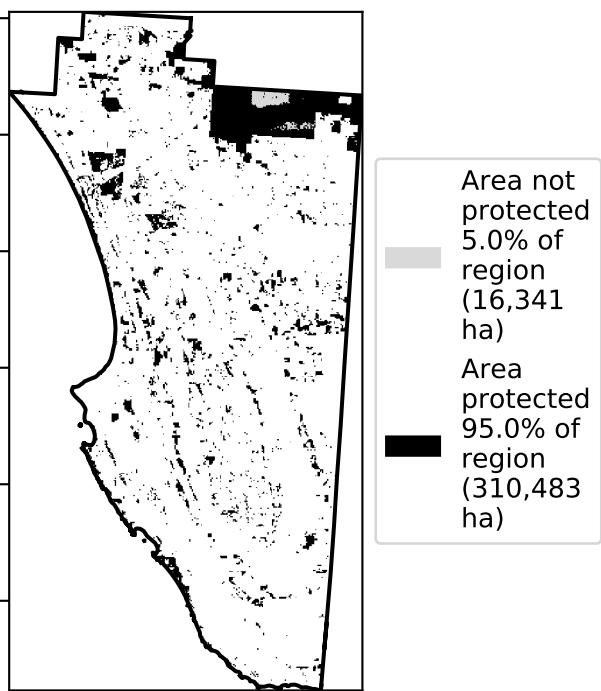 Area not
protected
5.0% of
region
(16,341
ha)
Area
protected
95.0% of
region
(310,483
ha)